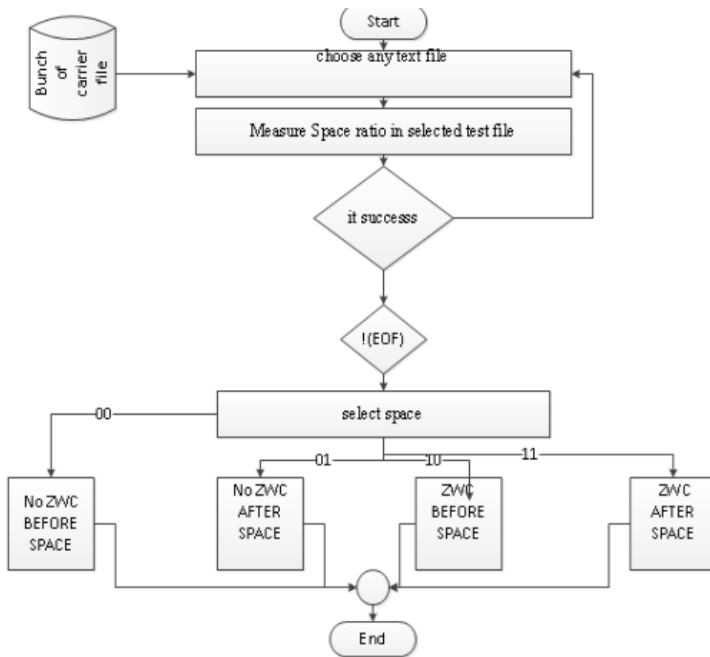 Start
Bunch
of
carrier
file
choose any text file
Measure Space ratio in selected test file
it successs
!(EOF)
select space
00
01
10
11
No ZWC
BEFORE
SPACE
No ZWC
AFTER
SPACE
ZWC
BEFORE
SPACE
ZWC
AFTER
SPACE
End